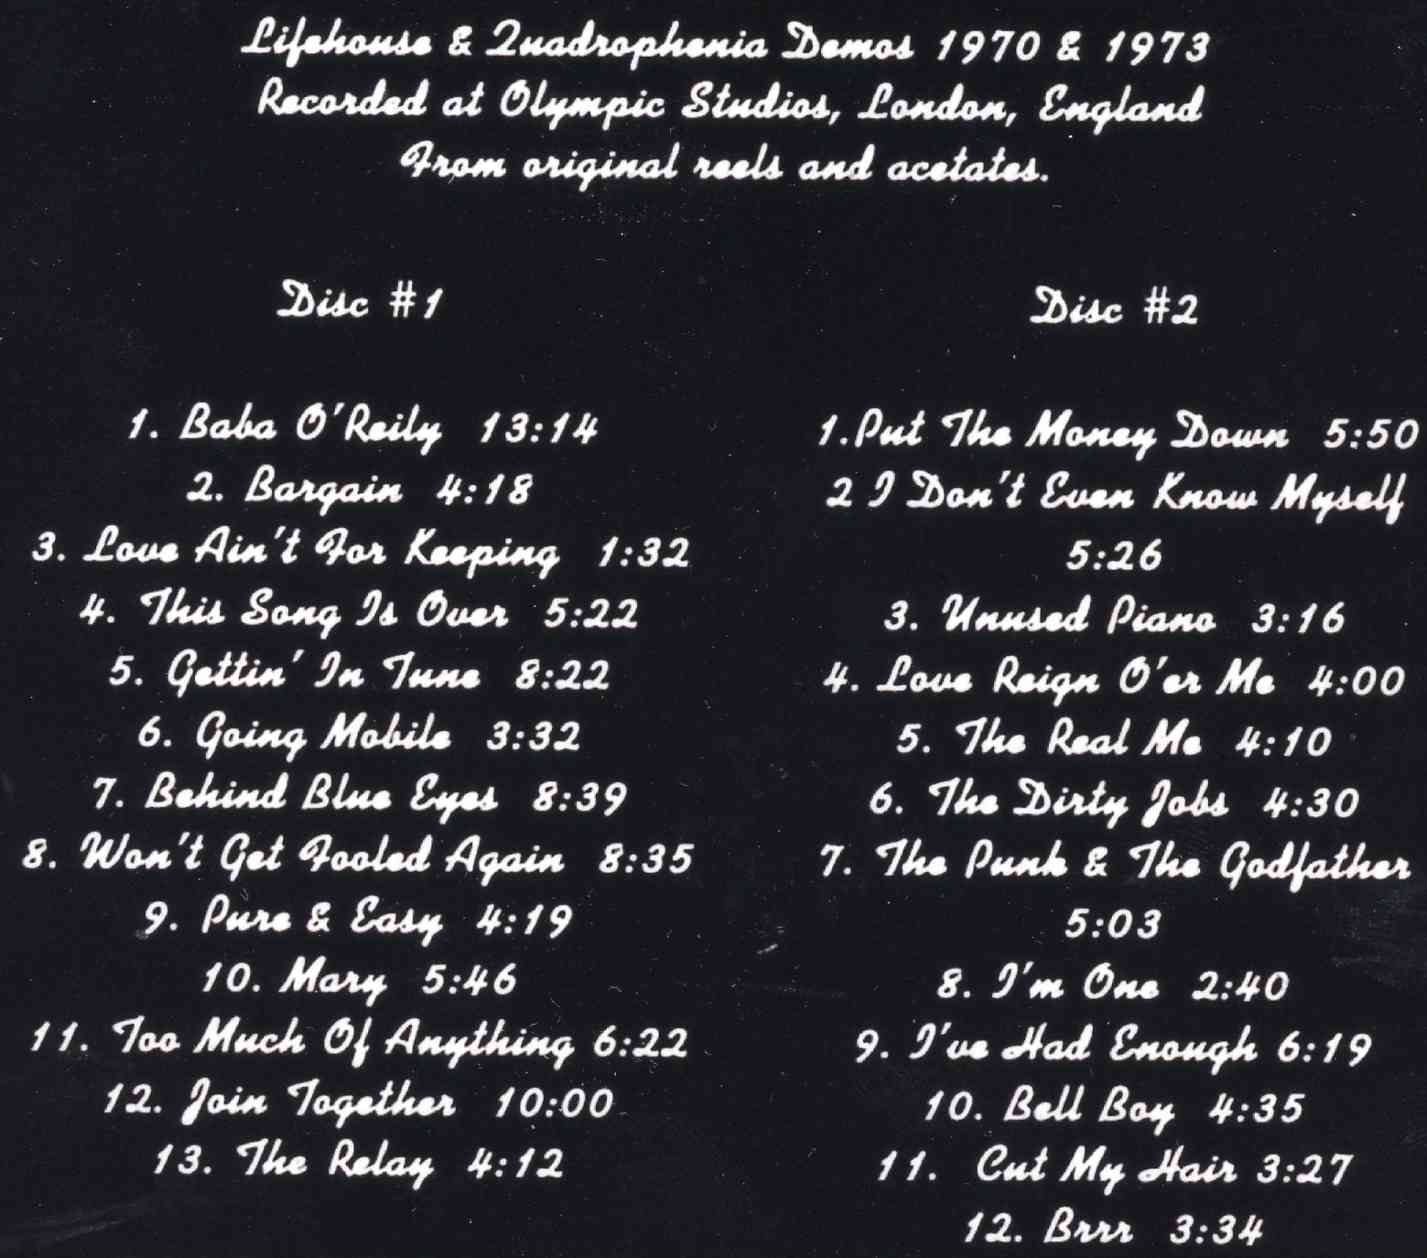 Lifehouse & Quadrophenia Demos 1970 & 1973
Recorded at Olympic Studios, London, England
From original reels and acetates.
Disc #1
1. Baba O'Reily 13:14
2. Bargain 4:18
3. Love Ain't For Keeping 1:32
4. This Song Is Over 5:22
5. Gettin' In Tune 8:22
6. Going Mobile 3:32
7. Behind Blue Eyes 8:39
8. Won't Get Fooled Again 8:35
9. Pure & Easy 4:19
10. Mary 5:46
11. Too Much Of Anything 6:22
12. Join Together 10:00
13. The Relay 4:12
Disc #2
1.Put The Money Down 5:50
2 I Don't Even Know Myself
5:26
3. Unused Piano 3:16
4. Love Reign O'er Me 4:00
5. The Real Me 4:10
6. The Dirty Jobs 4:30
7. The Punk & The Godfather
5:03
8. I'm One 2:40
9. I've Had Enough 6:19
10. Bell Boy 4:35
11. Cut My Hair 3:27
12. Brrr 3:34